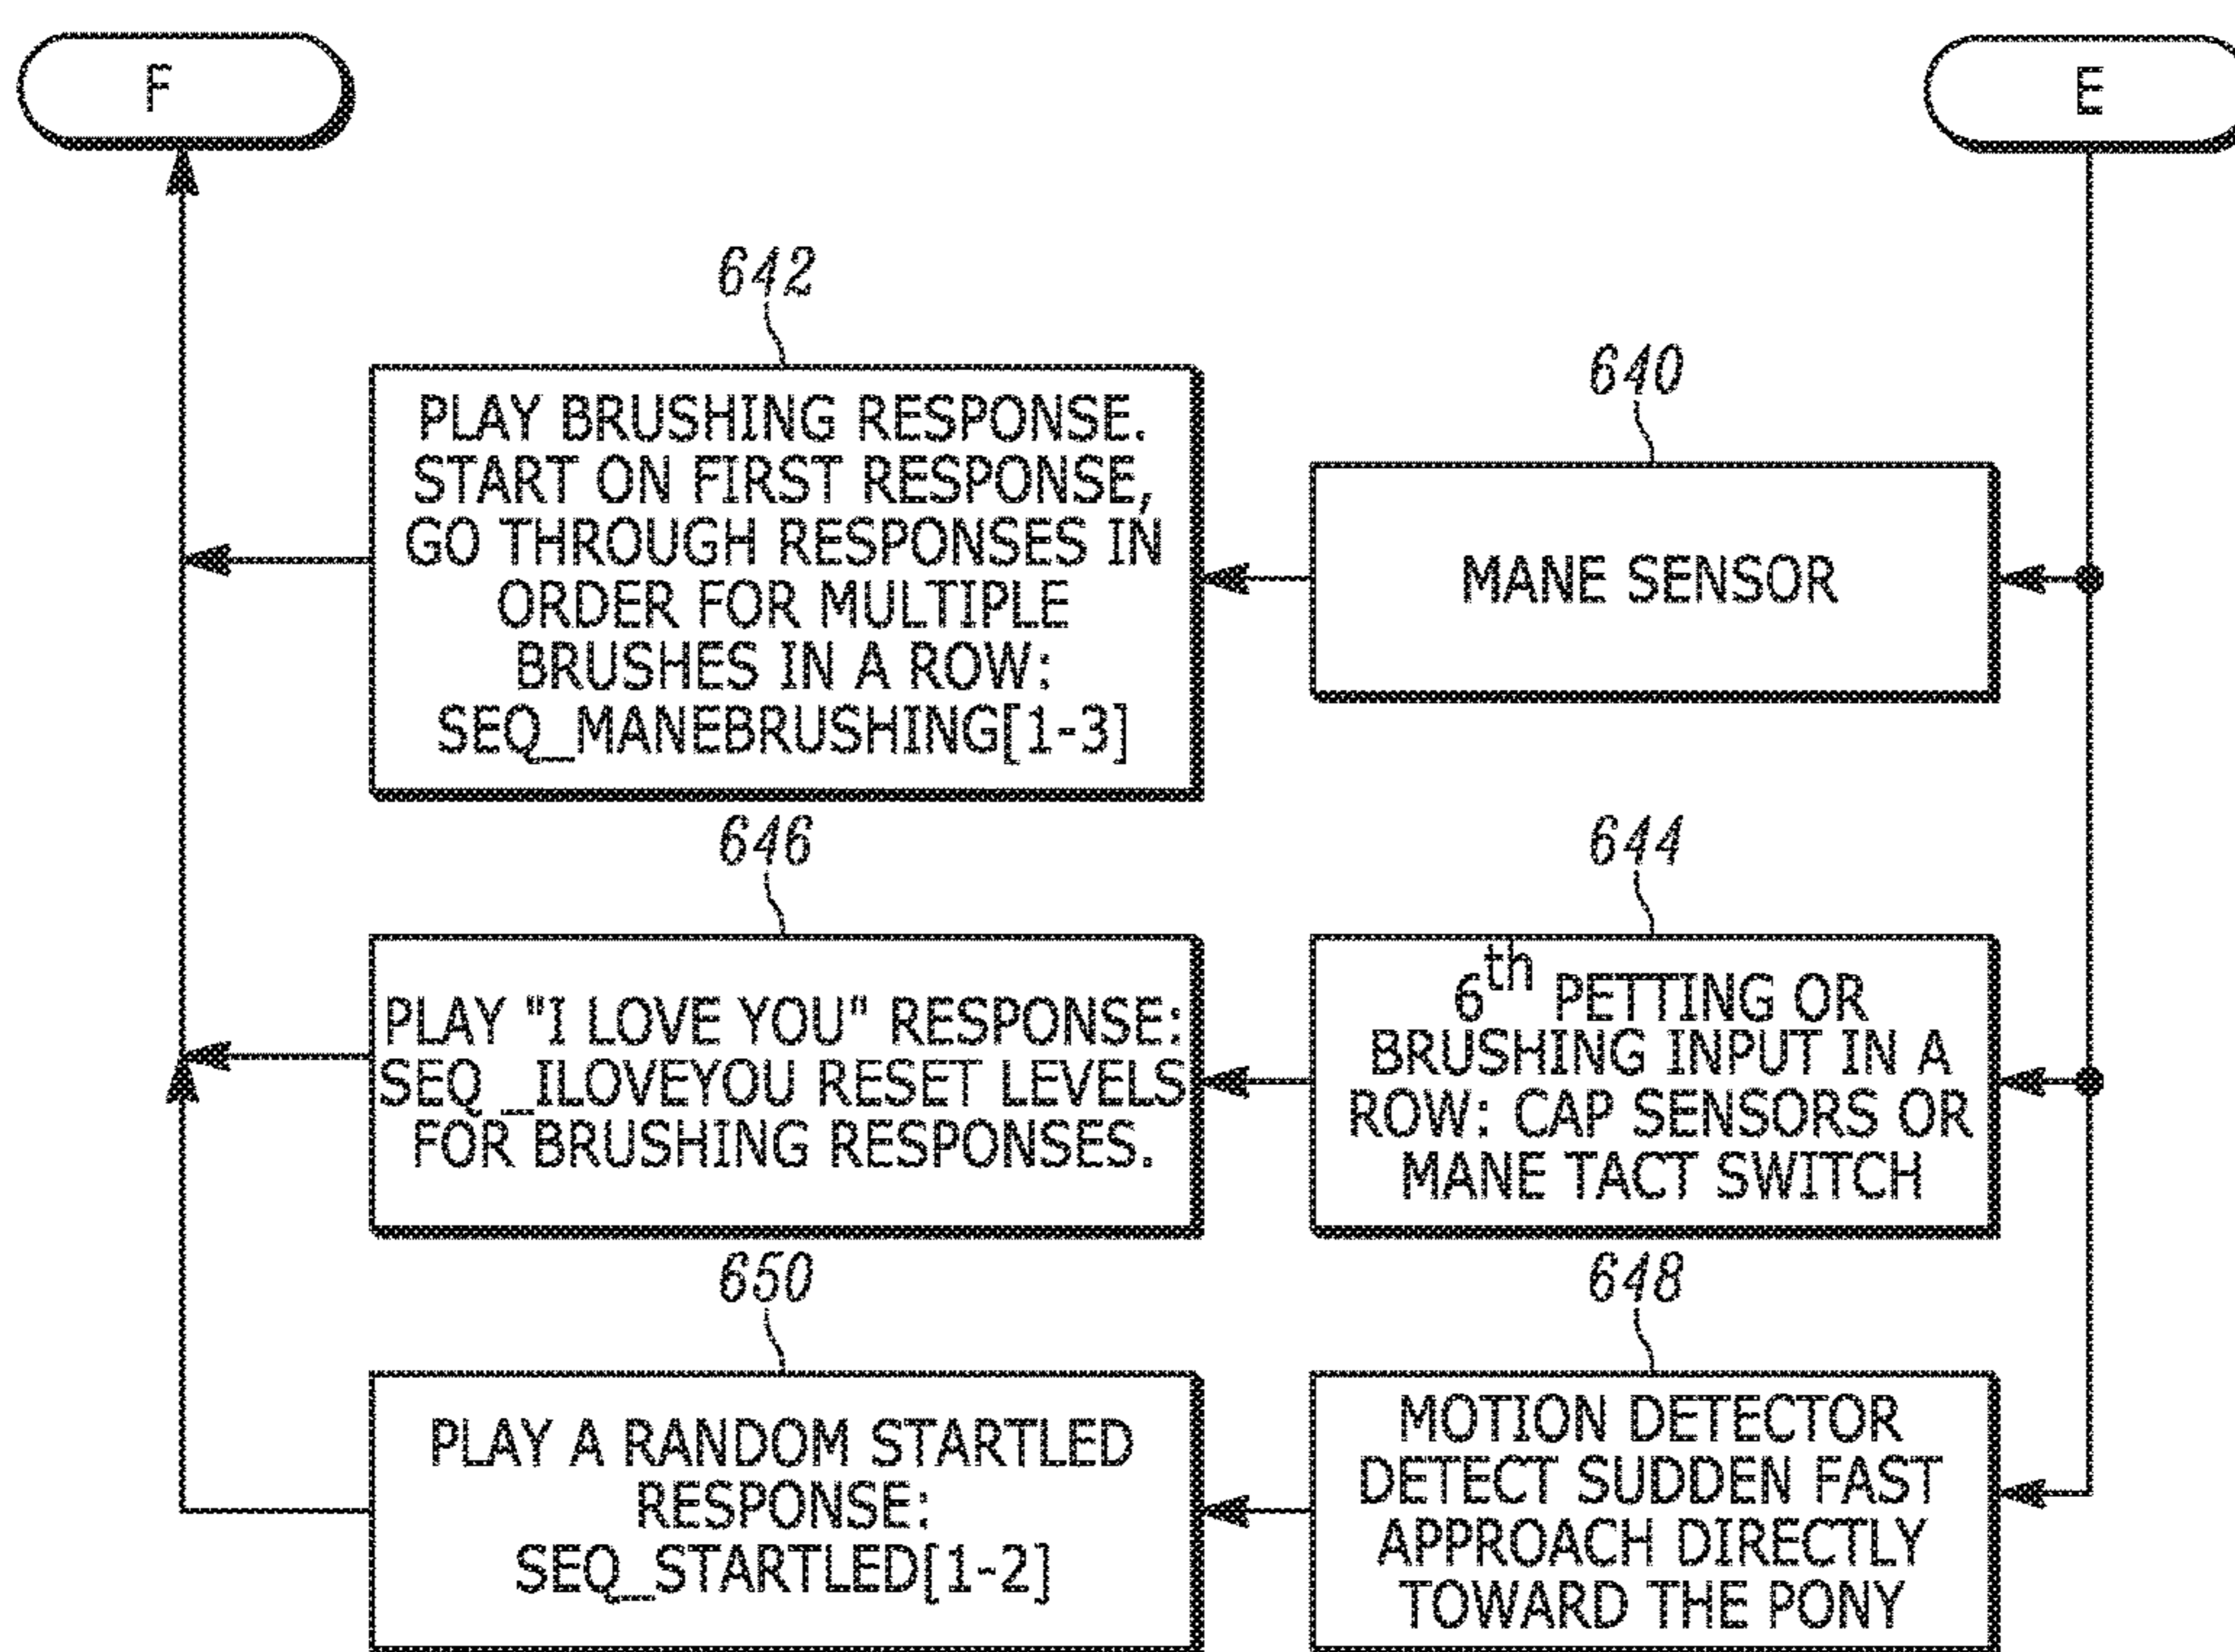 F
E
642
PLAY BRUSHING RESPONSE.
START ON FIRST RESPONSE,
GO THROUGH RESPONSES IN
ORDER FOR MULTIPLE
BRUSHES IN A ROW:
SEQ_MANEBRUSHING[1-3]
640
MANE SENSOR
646
PLAY "I LOVE YOU" RESPONSE:
SEQ_ILOVEYOU RESET LEVELS
FOR BRUSHING RESPONSES.
644
6th PETTING OR
BRUSHING INPUT IN A
ROW: CAP SENSORS OR
MANE TACT SWITCH
650
PLAY A RANDOM STARTLED
RESPONSE:
SEQ_STARTLED[1-2]
648
MOTION DETECTOR
DETECT SUDDEN FAST
APPROACH DIRECTLY
TOWARD THE PONY